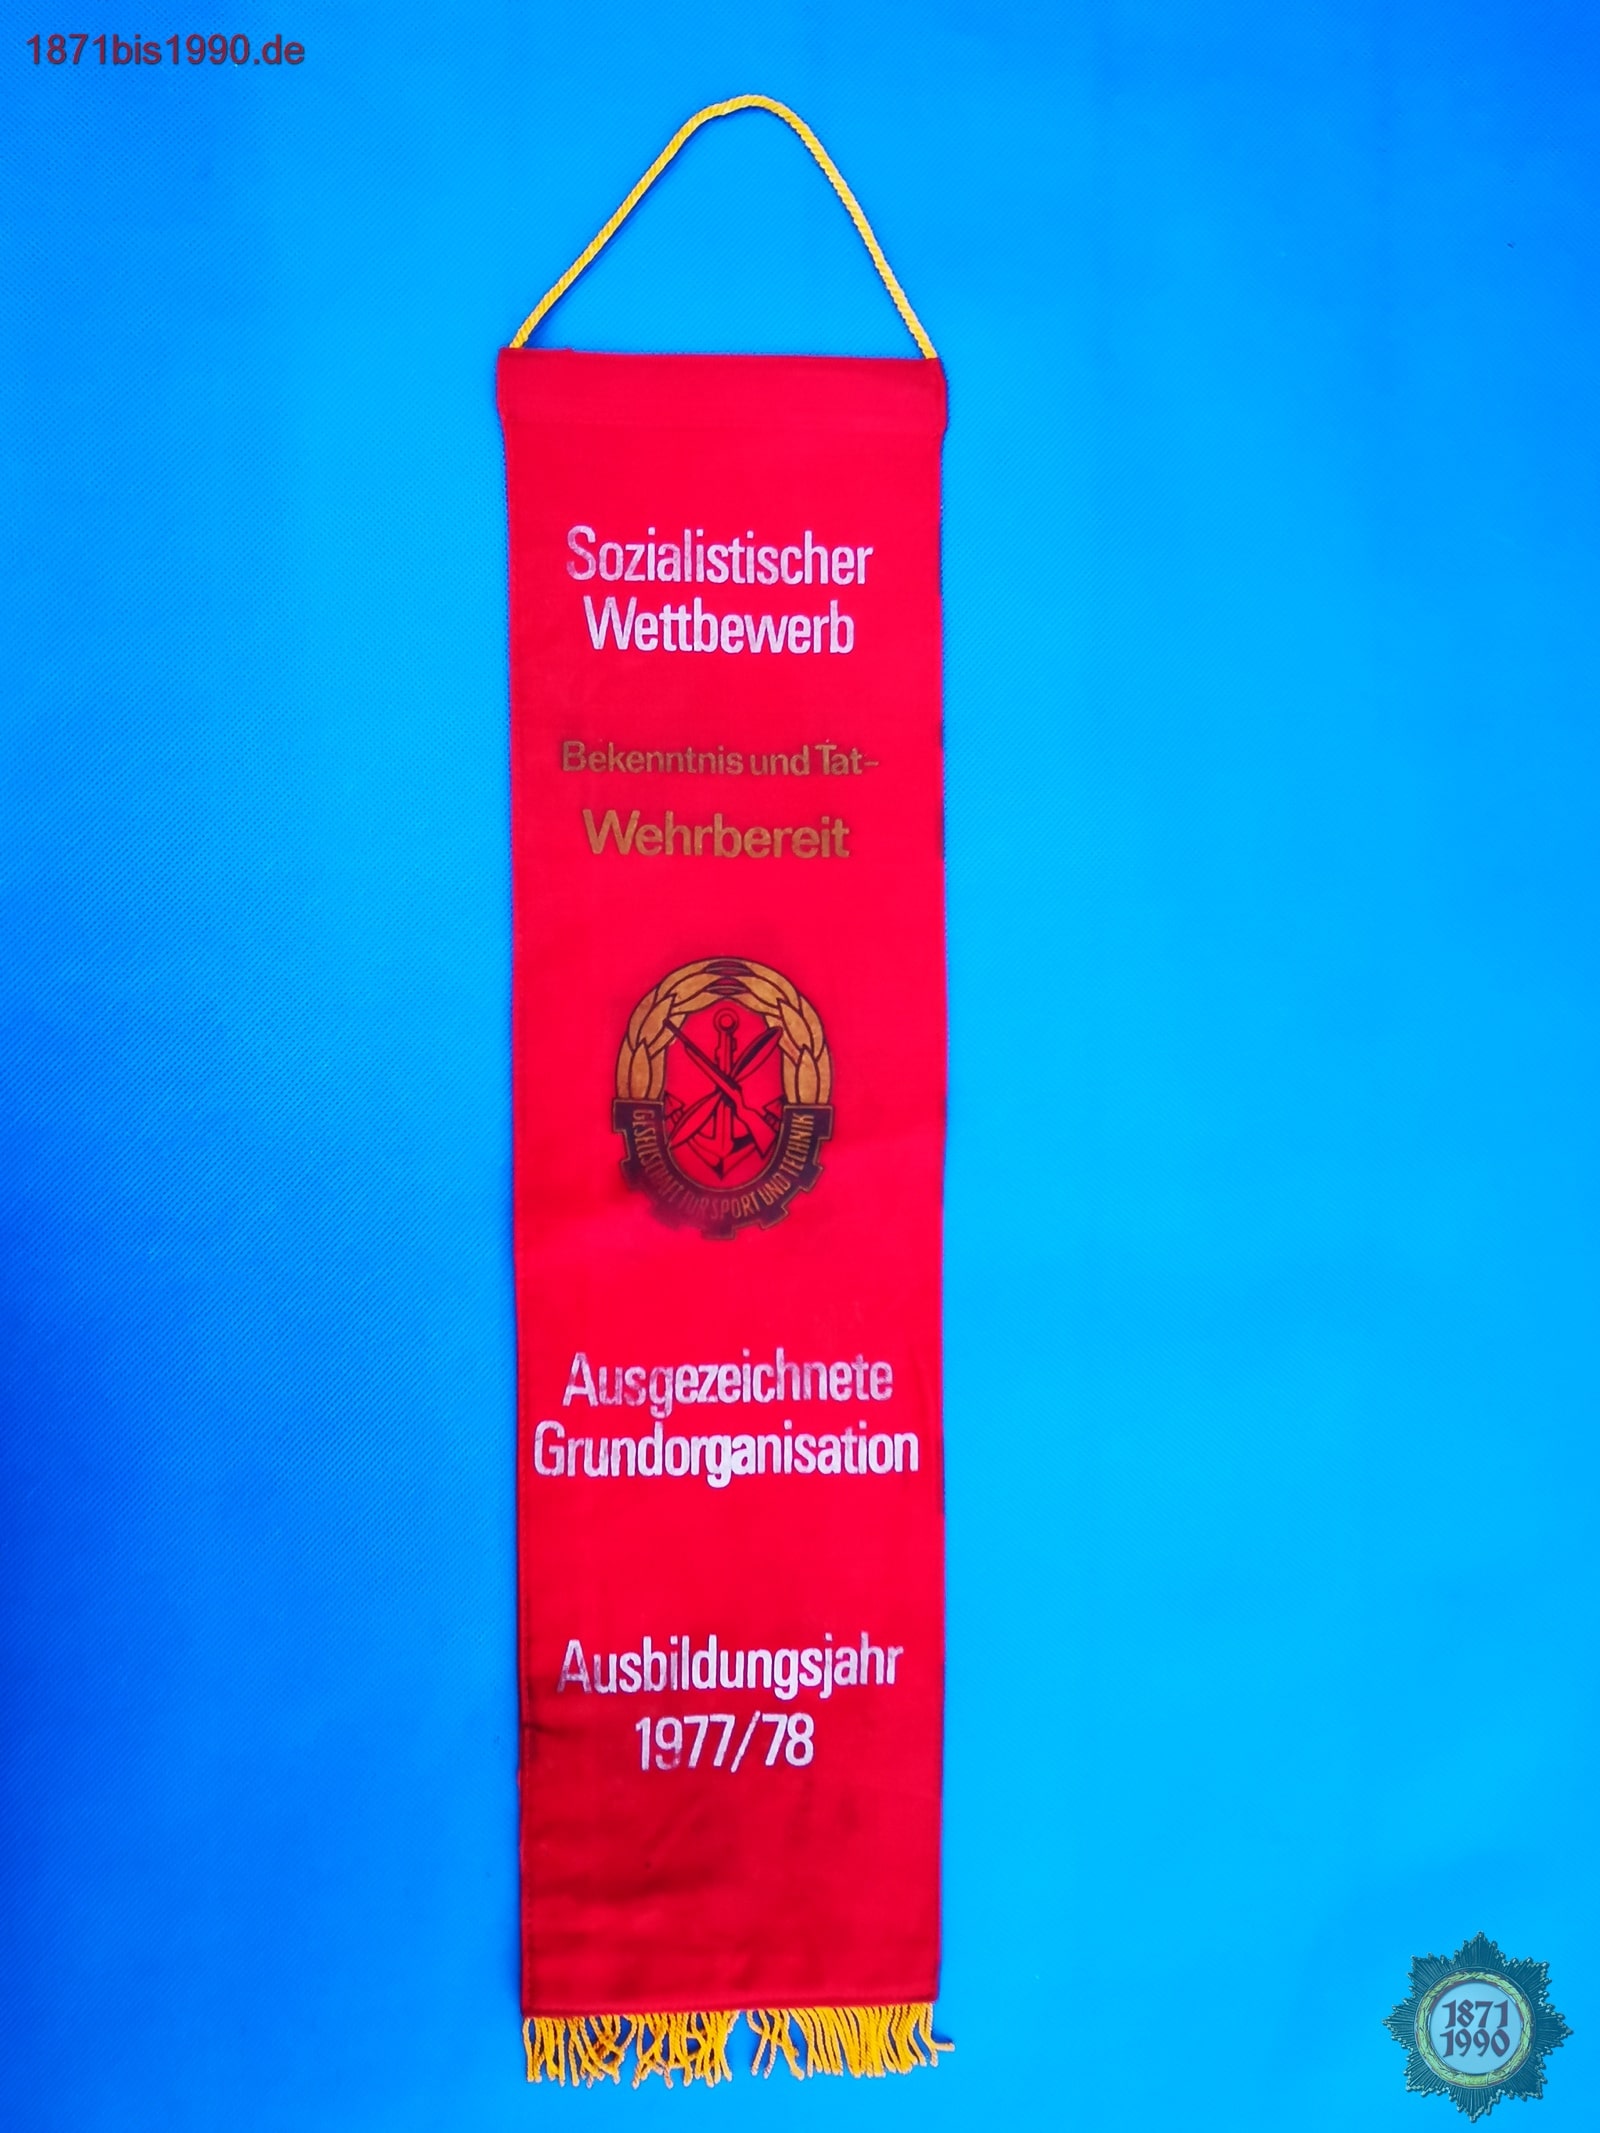 1871bis1990.de
Sozialistischer
Wettbewerb
Bekenntnis und Tat-
Wehrbereit
GESELLSCHAFT FÜR SPORT UND TECHNIK
Ausgezeichnete
Grundorganisation
Ausbildungsjahr
1977/78
1871
1990